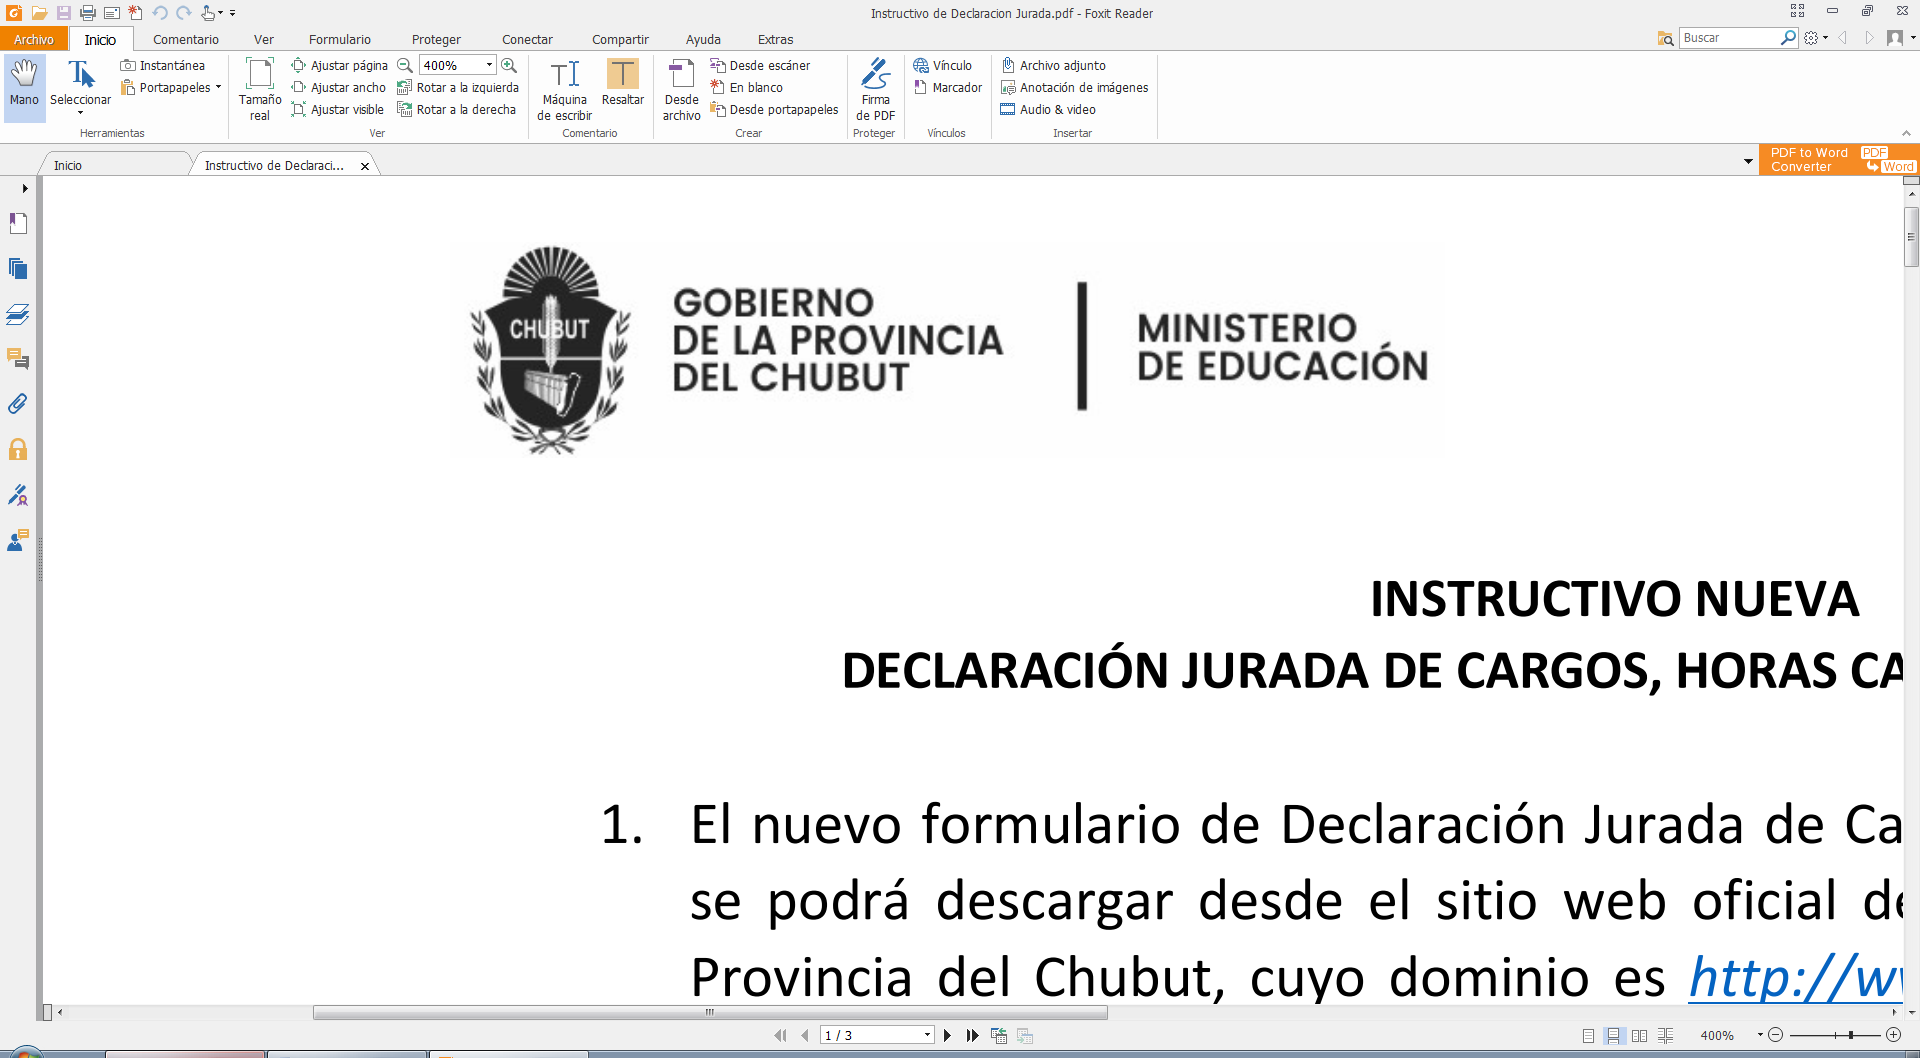 Instructivo de Declaracion Jurada.pdf - Foxit Reader
Archivo Inicio Comentario Ver Formulario Proteger Conectar Compartir Ayuda Extras
Buscar
Mano
Seleccionar
Instantánea
Portapapeles
Herramientas
Tamaño
real
Ajustar página
Ajustar ancho
Ajustar visible
400%
Rotar a la izquierda
Rotar a la derecha
Ver
Máquina
de escribir
Resaltar
Comentario
Desde
archivo
Desde escáner
En blanco
Desde portapapeles
Crear
Firma
de PDF
Proteger
Vínculo
Marcador
Vínculos
Archivo adjunto
Anotación de imágenes
Audio & video
Insertar
Inicio
Instructivo de Declaraci...
PDF to Word
Converter
PDF
Word
CHUBUT
GOBIERNO
DE LA PROVINCIA
DEL CHUBUT
MINISTERIO
DE EDUCACIÓN
INSTRUCTIVO NUEVA
DECLARACIÓN JURADA DE CARGOS, HORAS CA
1. El nuevo formulario de Declaración Jurada de Ca
se podrá descargar desde el sitio web oficial de
Provincia del Chubut, cuyo dominio es http://w
1 / 3
400%